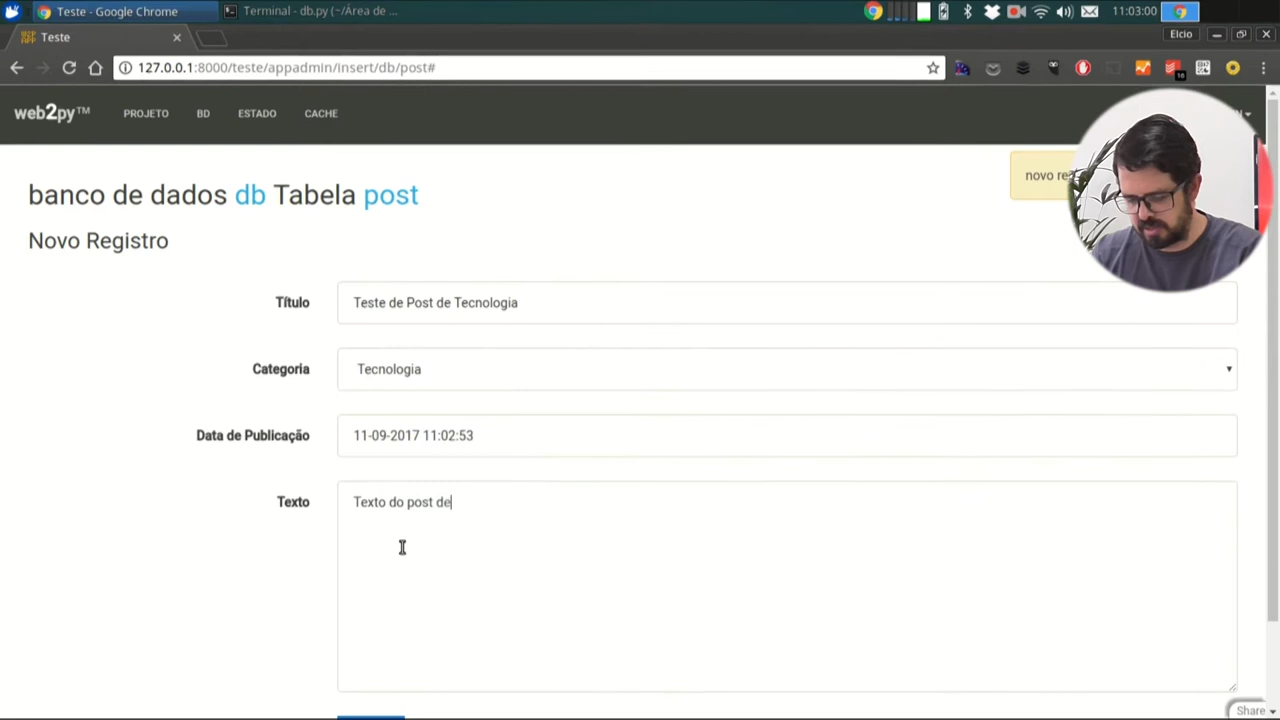 Teste - Google Chrome
Terminal - db.py (~/Área de ...
11:03:00
Teste
Elcio
127.0.0.1:8000/teste/appadmin/insert/db/post#
16
web2py™ PROJETO BD ESTADO CACHE
novo re
banco de dados db Tabela post
Novo Registro
Título Teste de Post de Tecnologia
Categoria Tecnologia
Data de Publicação 11-09-2017 11:02:53
Texto Texto do post de
Share